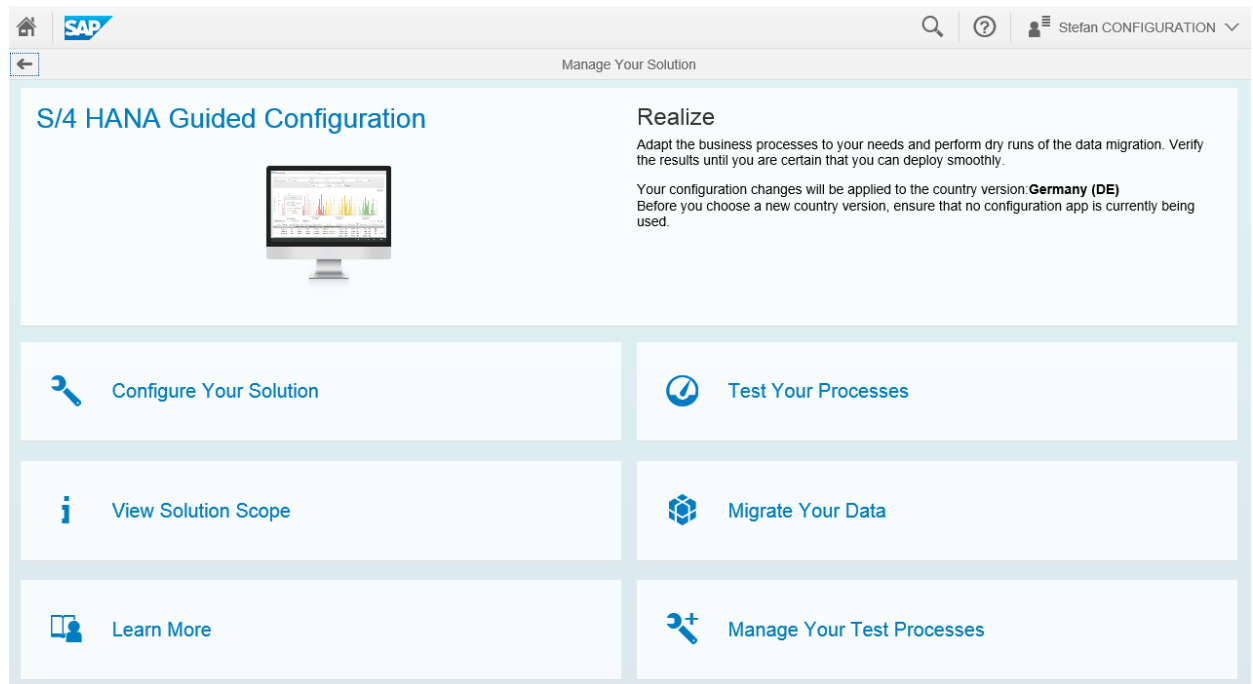 SAP
Stefan CONFIGURATION
Manage Your Solution
S/4 HANA Guided Configuration
Realize
Adapt the business processes to your needs and perform dry runs of the data migration. Verify
the results until you are certain that you can deploy smoothly.
Your configuration changes will be applied to the country version:Germany (DE)
Before you choose a new country version, ensure that no configuration app is currently being
used.
Configure Your Solution
Test Your Processes
View Solution Scope
Migrate Your Data
Learn More
Manage Your Test Processes